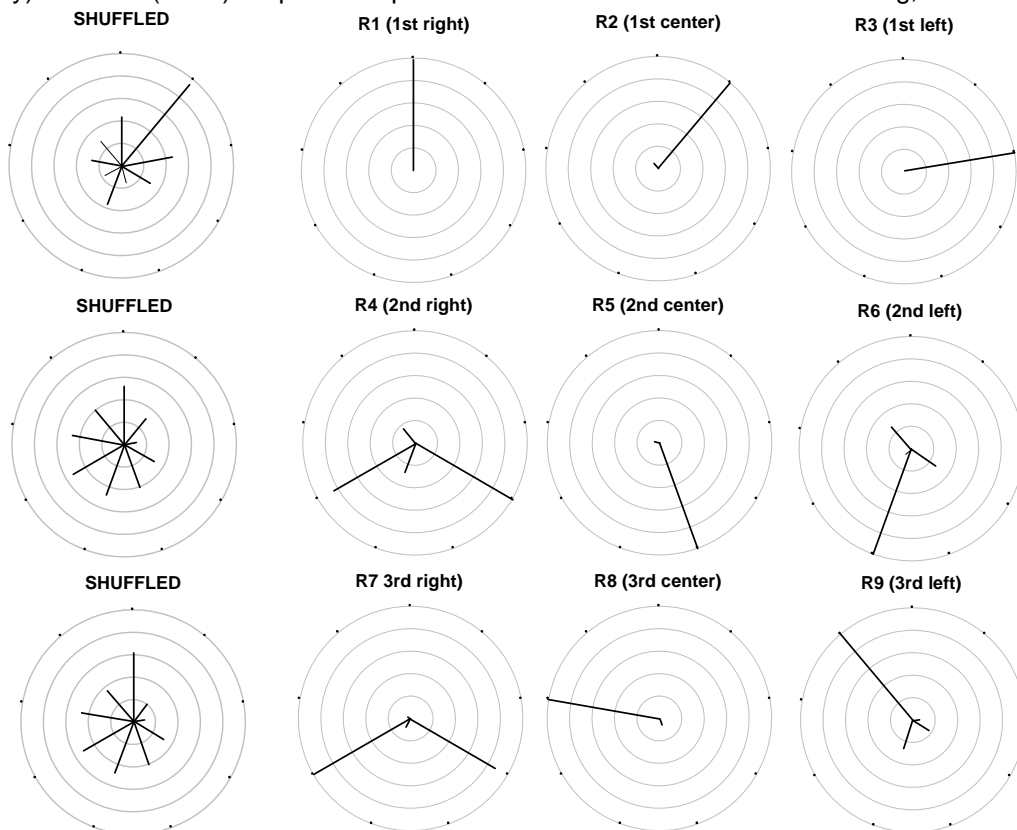 SHUFFLED
R1 (1st right)
R2 (1st center)
R3 (1st left)
SHUFFLED
R4 (2nd right)
R5 (2nd center)
R6 (2nd left)
SHUFFLED
R7 3rd right)
R8 (3rd center)
R9 (3rd left)